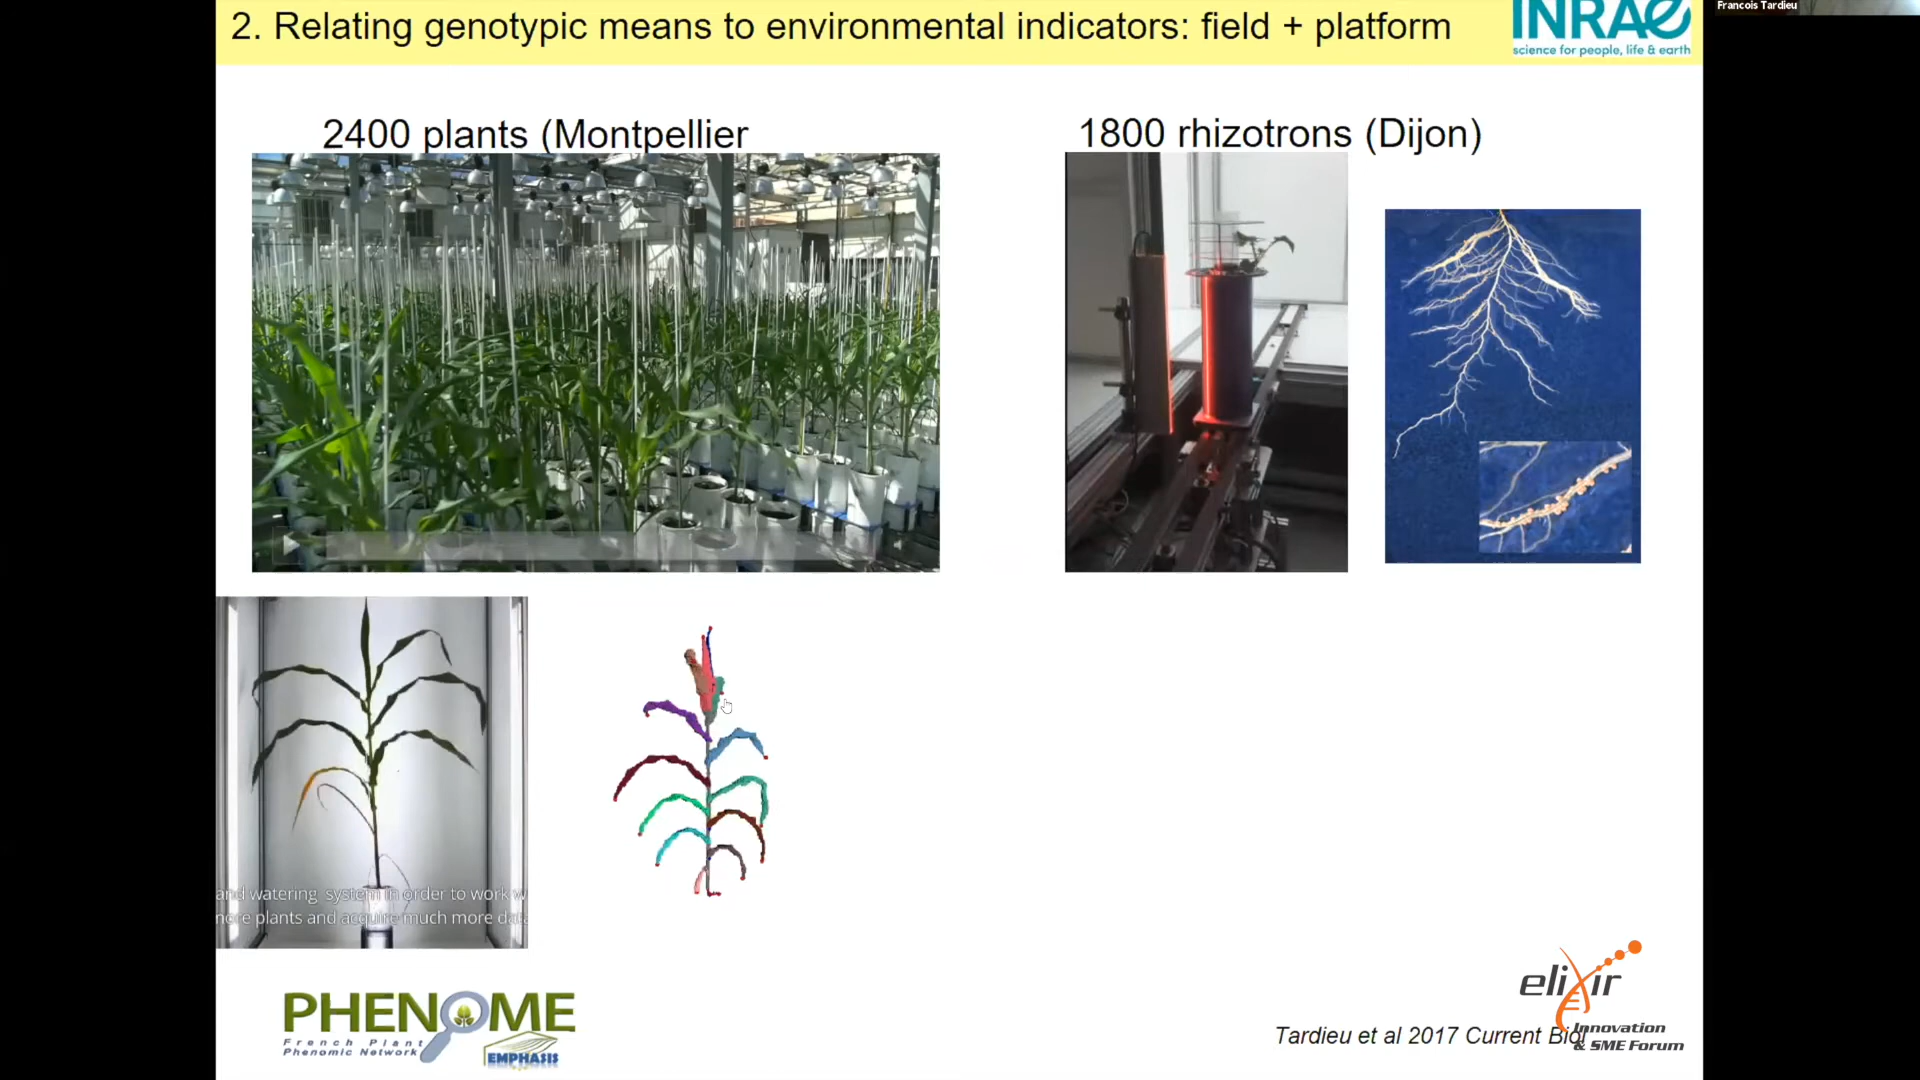 Francois Tardieu
2. Relating genotypic means to environmental indicators: field + platform
INRAE
science for people, life & earth
2400 plants (Montpellier
1800 rhizotrons (Dijon)
and watering system in order to work w
more plants and acquire much more data
PHENOME
French Plant
Phenomic Network
EMPHASIS
elixir
Tardieu et al 2017 Current Biol
Innovation
& SME Forum